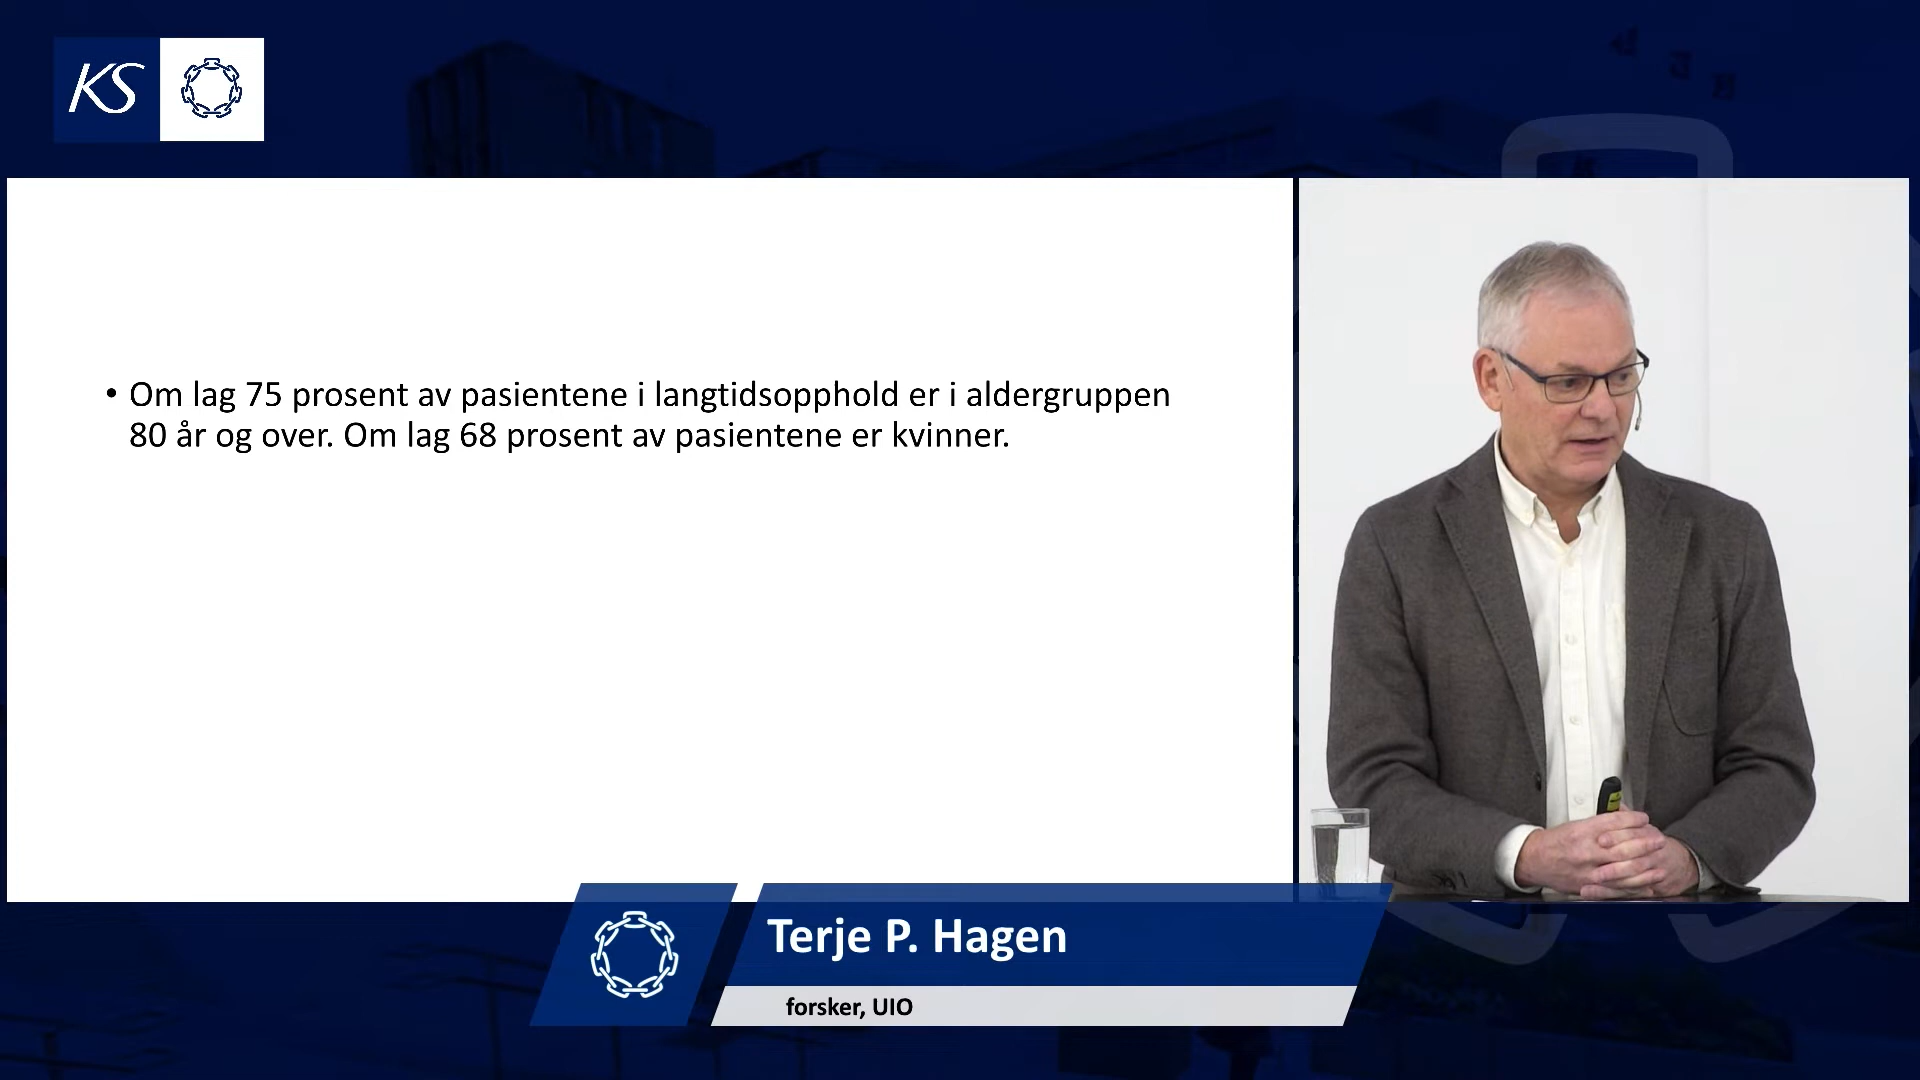 KS
• Om lag 75 prosent av pasientene i langtidsopphold er i aldergruppen
80 år og over. Om lag 68 prosent av pasientene er kvinner.
Terje P. Hagen
forsker, UIO